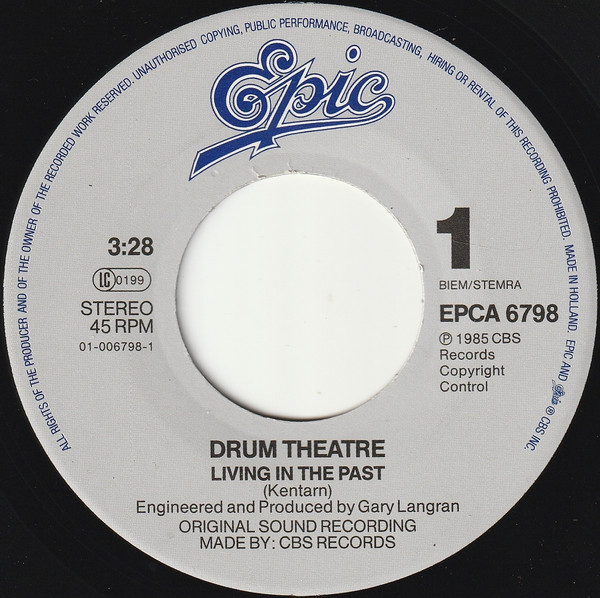 ALL RIGHTS OF THE PRODUCER AND OF THE OWNER OF THE RECORDED WORK RESERVED. UNAUTHORISED COPYING, PUBLIC PERFORMANCE, BROADCASTING, HIRING OR RENTAL OF THIS RECORDING PROHIBITED. MADE IN HOLLAND. EPIC AND Epic ® CBS INC.
Epic
3:28
LC 0199
STEREO
45 RPM
01-006798-1
1
BIEM/STEMRA
EPCA 6798
℗ 1985 CBS
Records
Copyright
Control
DRUM THEATRE
LIVING IN THE PAST
(Kentarn)
Engineered and Produced by Gary Langran
ORIGINAL SOUND RECORDING
MADE BY: CBS RECORDS